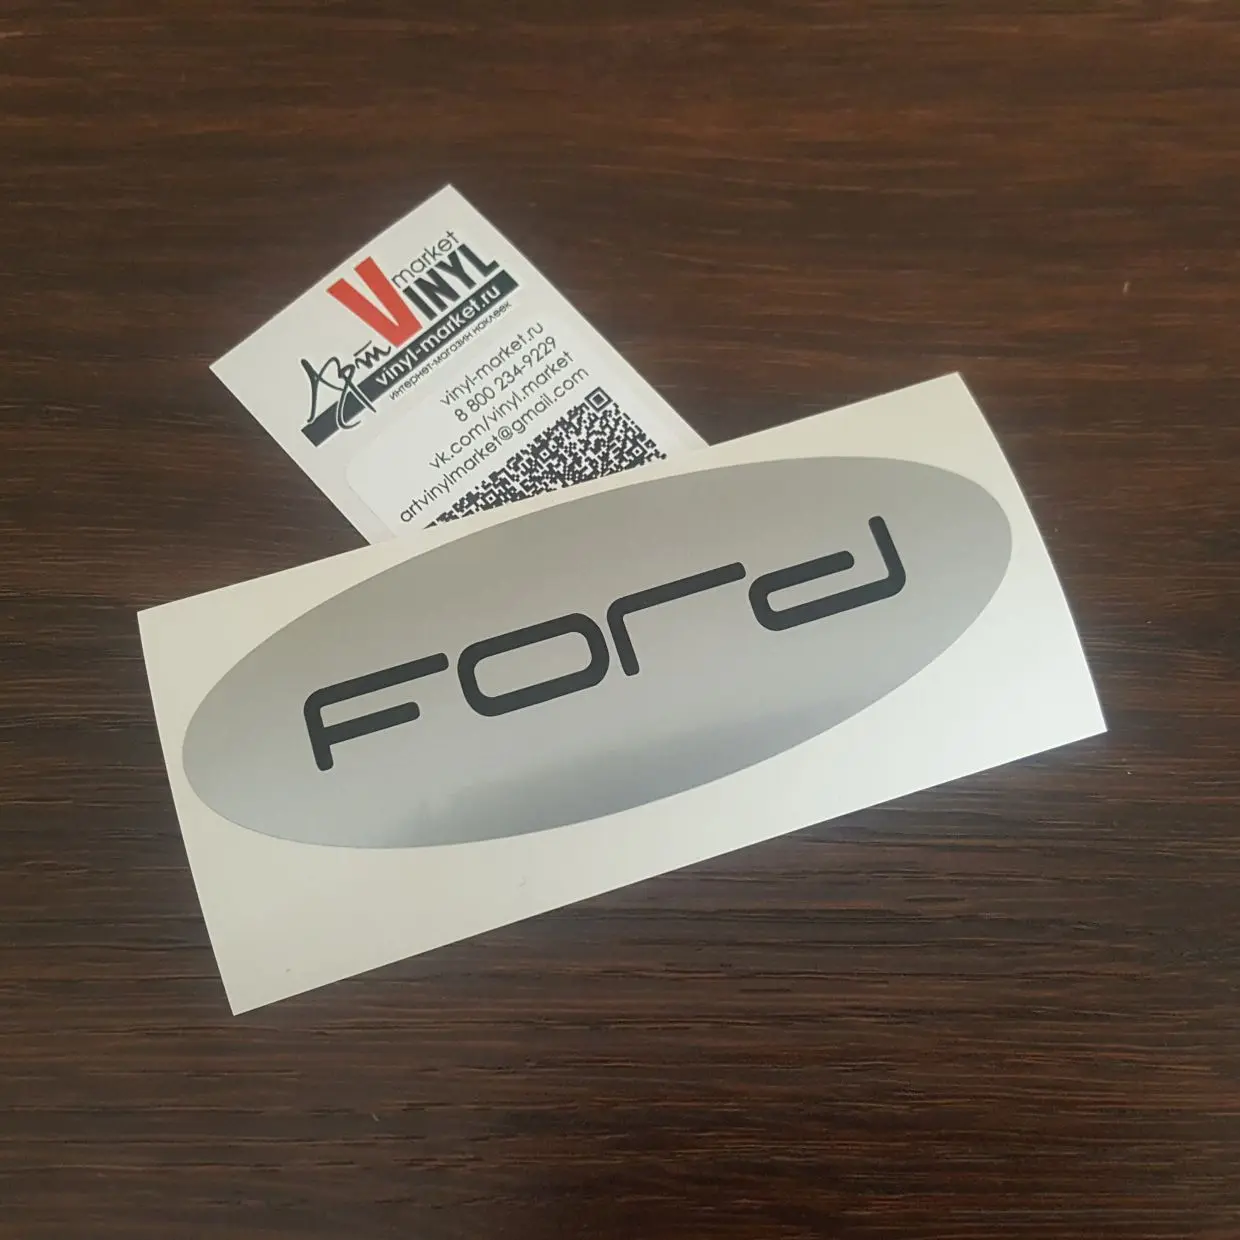 Арт Vinyl market
vinyl-market.ru
интернет-магазин наклеек
vinyl-market.ru
8 800 234-9229
vk.com/vinyl.market
artvinylmarket@gmail.com
Ford